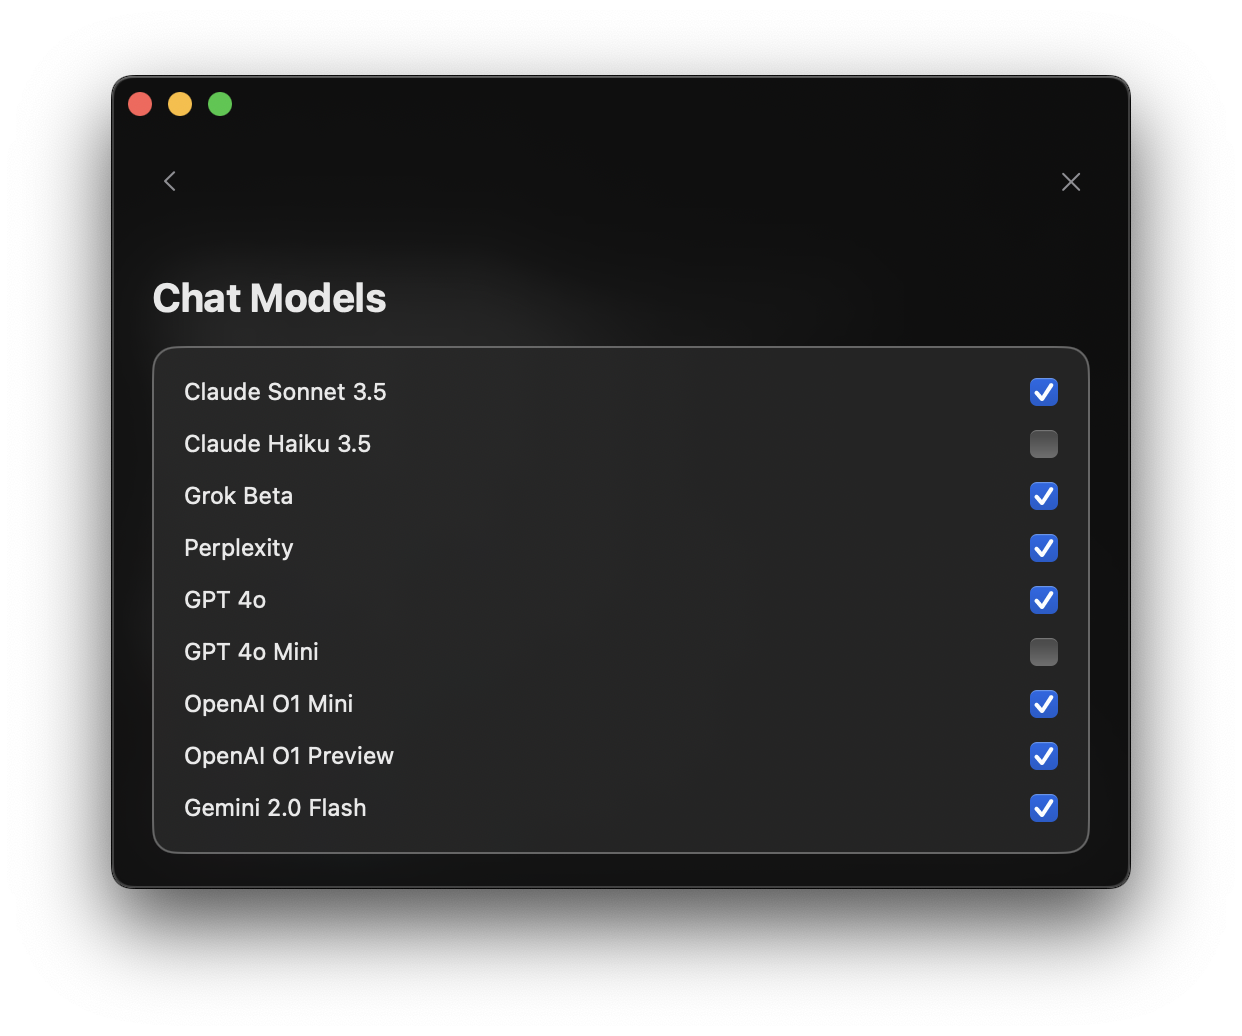 Chat Models
Claude Sonnet 3.5
Claude Haiku 3.5
Grok Beta
Perplexity
GPT 4o
GPT 4o Mini
OpenAI O1 Mini
OpenAI O1 Preview
Gemini 2.0 Flash